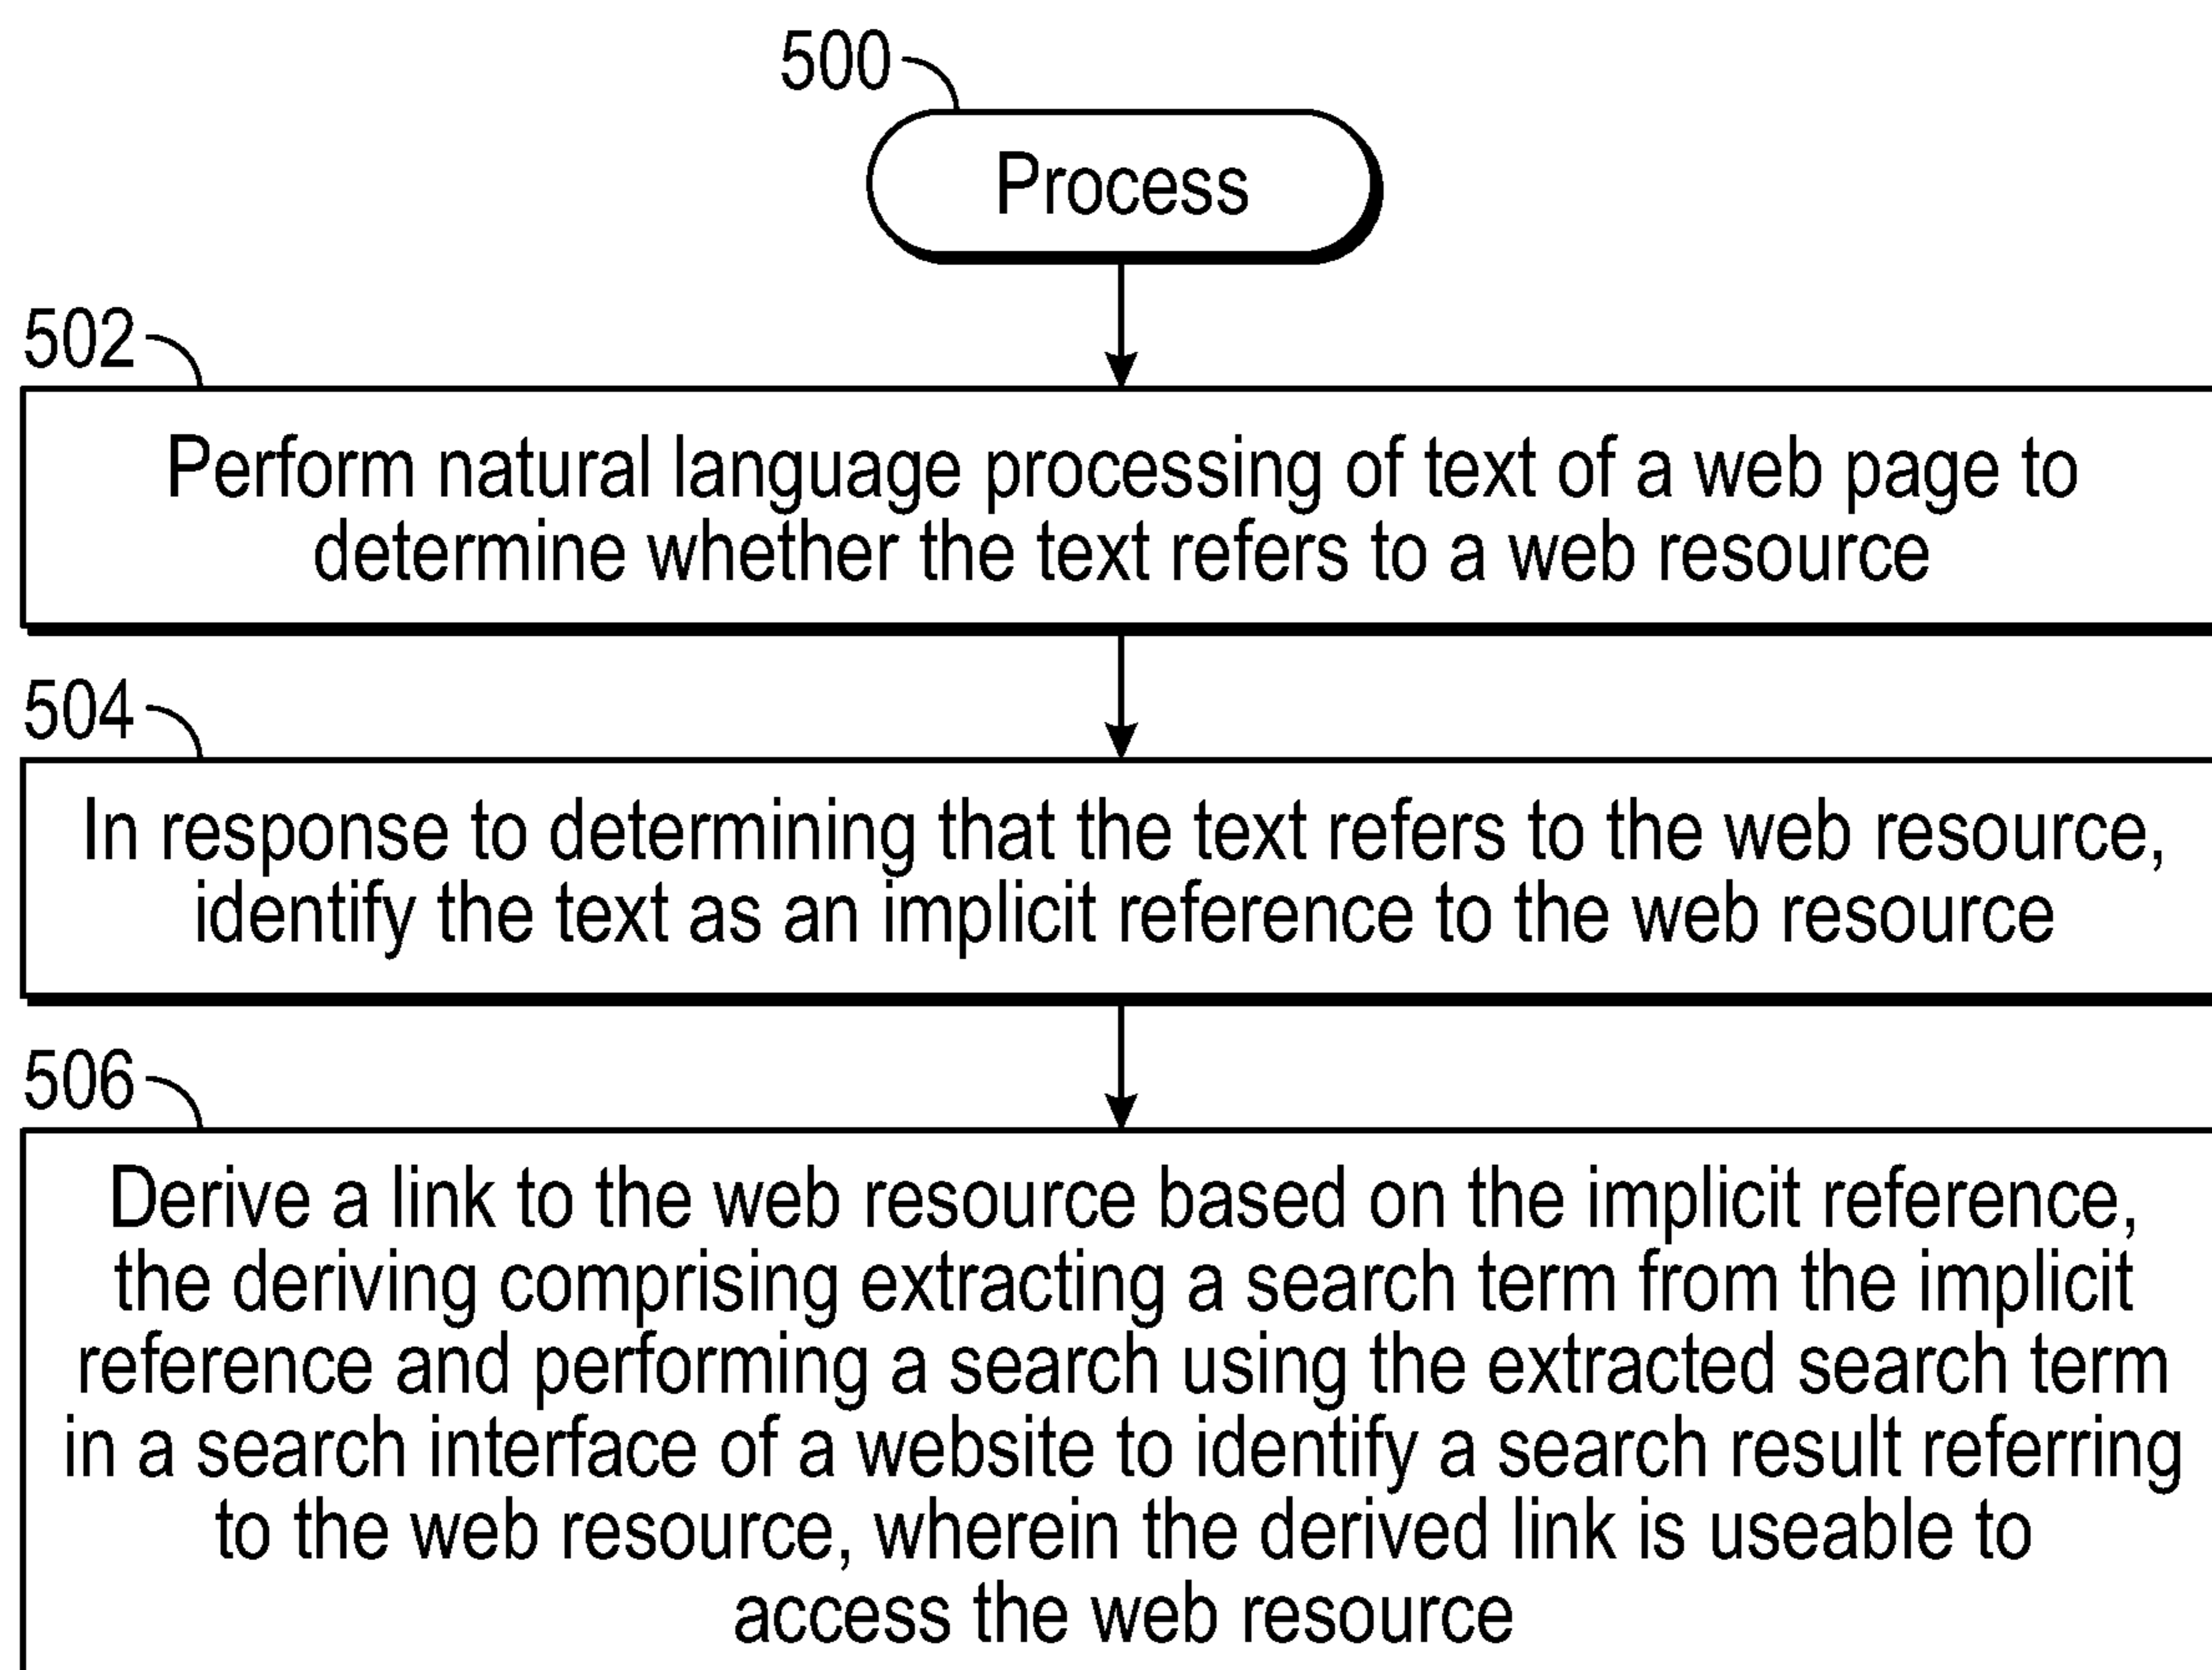 500
Process
502
Perform natural language processing of text of a web page to
determine whether the text refers to a web resource
504
In response to determining that the text refers to the web resource,
identify the text as an implicit reference to the web resource
506
Derive a link to the web resource based on the implicit reference,
the deriving comprising extracting a search term from the implicit
reference and performing a search using the extracted search term
in a search interface of a website to identify a search result referring
to the web resource, wherein the derived link is useable to
access the web resource